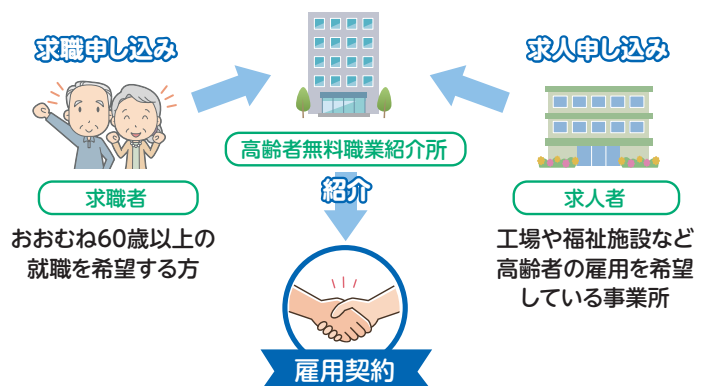 求職申し込み
求人申し込み
高齢者無料職業紹介所
紹介
求職者
おおむね60歳以上の
就職を希望する方
求人者
工場や福祉施設など
高齢者の雇用を希望
している事業所
雇用契約